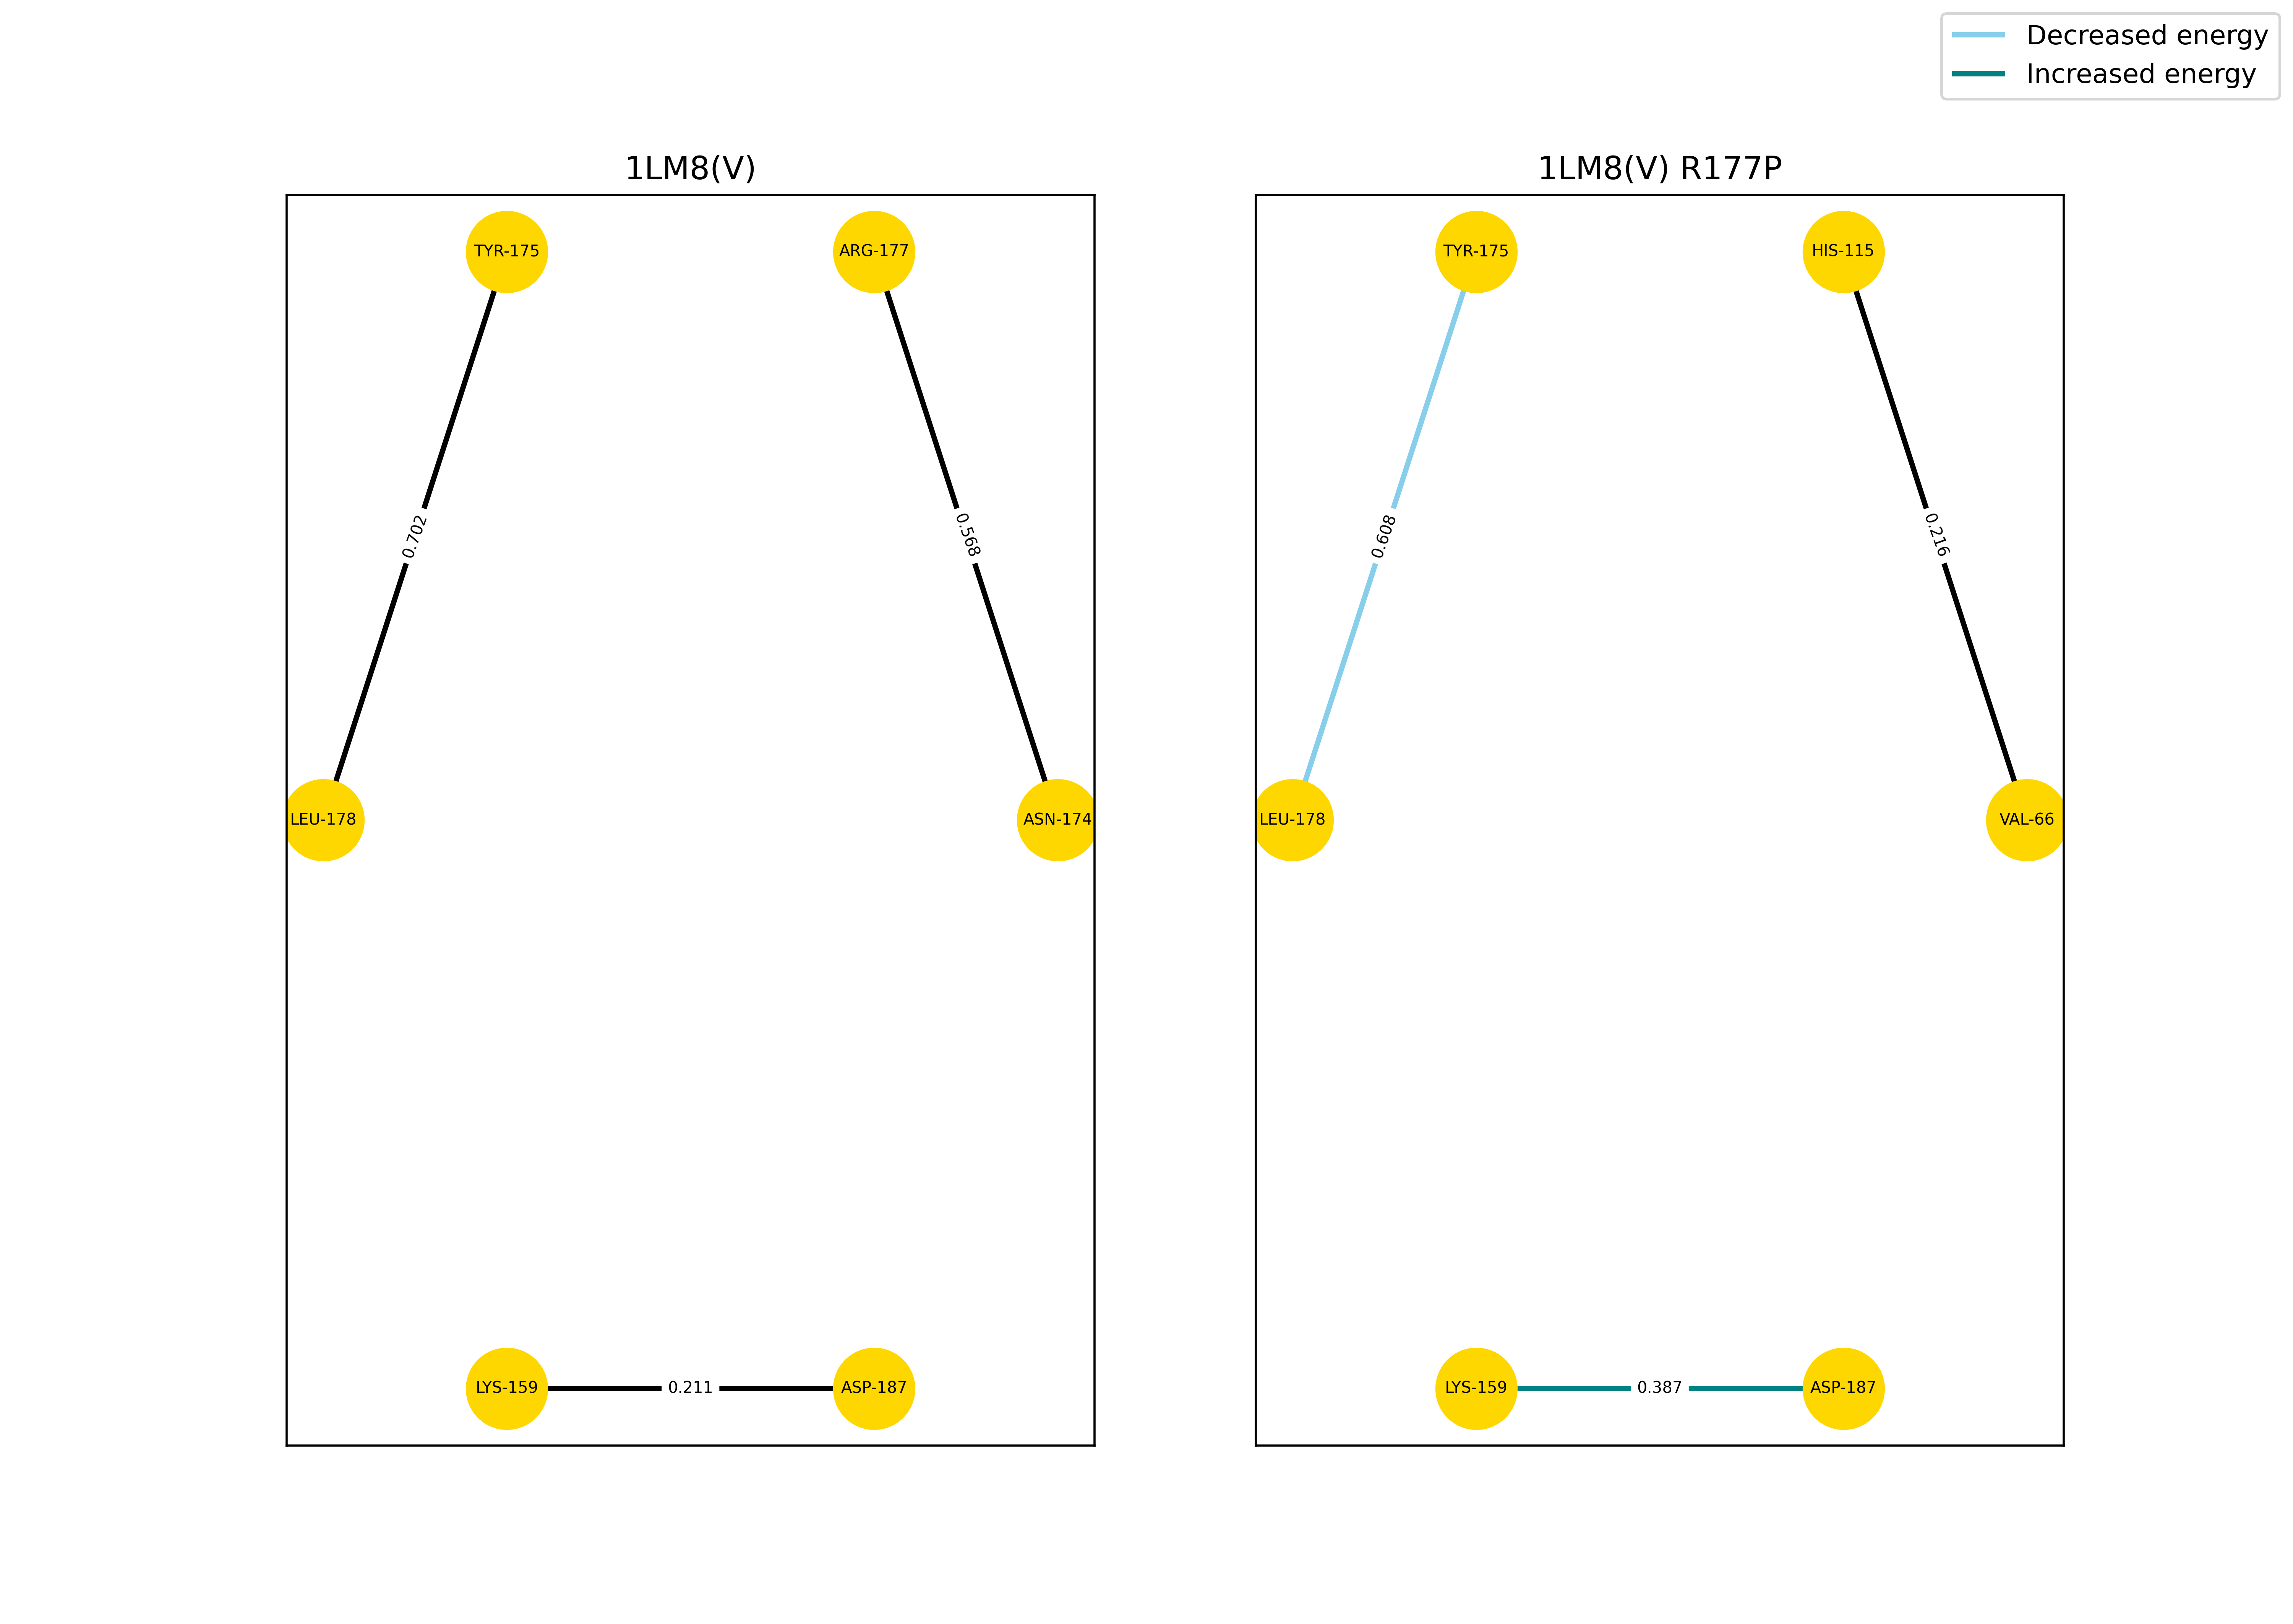 Decreased energy
Increased energy
1LM8(V)
TYR-175
ARG-177
0.702
0.568
LEU-178
ASN-174
LYS-159
0.211
ASP-187
1LM8(V) R177P
TYR-175
HIS-115
0.608
0.216
LEU-178
VAL-66
LYS-159
0.387
ASP-187